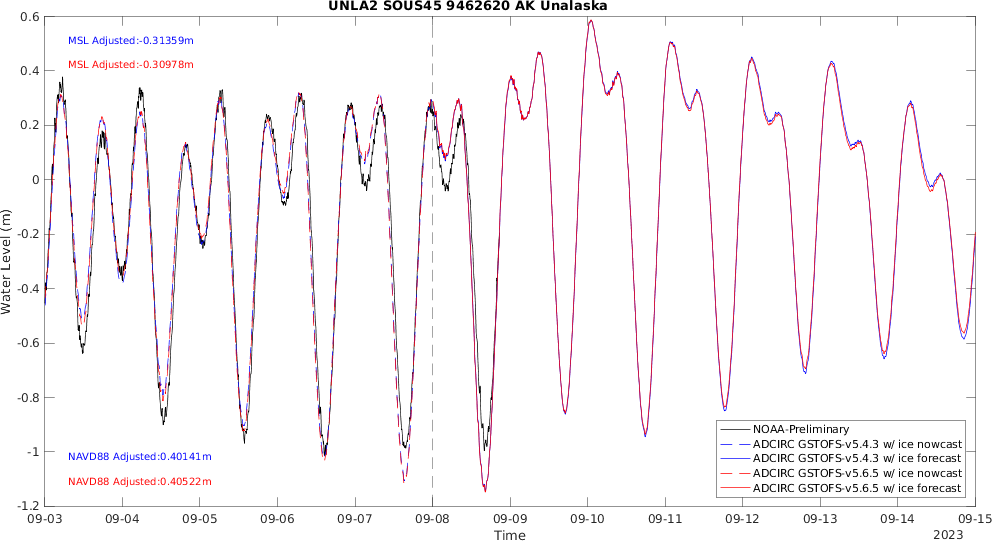 UNLA2 SOUS45 9462620 AK Unalaska
0.6
0.4
0.2
0
-0.2
-0.4
-0.6
-0.8
-1
-1.2
Water Level (m)
MSL Adjusted:-0.31359m
MSL Adjusted:-0.30978m
NAVD88 Adjusted:0.40141m
NAVD88 Adjusted:0.40522m
NOAA-Preliminary
ADCIRC GSTOFS-v5.4.3 w/ ice nowcast
ADCIRC GSTOFS-v5.4.3 w/ ice forecast
ADCIRC GSTOFS-v5.6.5 w/ ice nowcast
ADCIRC GSTOFS-v5.6.5 w/ ice forecast
09-03 09-04 09-05 09-06 09-07 09-08 09-09 09-10 09-11 09-12 09-13 09-14 09-15
Time
2023